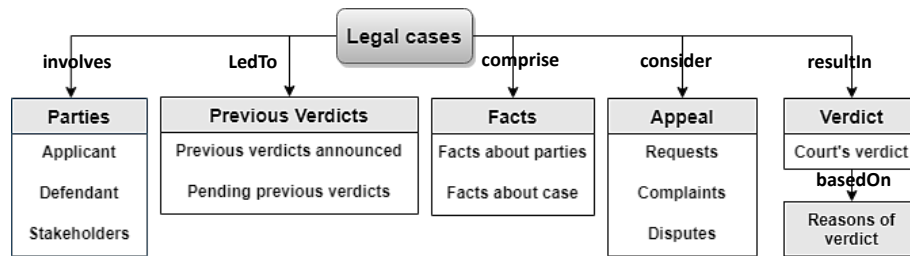 Legal cases
involves
LedTo
comprise
consider
resultIn
Parties
Applicant
Defendant
Stakeholders
Previous Verdicts
Previous verdicts announced
Pending previous verdicts
Facts
Facts about parties
Facts about case
Appeal
Requests
Complaints
Disputes
Verdict
Court's verdict
basedOn
Reasons of
verdict